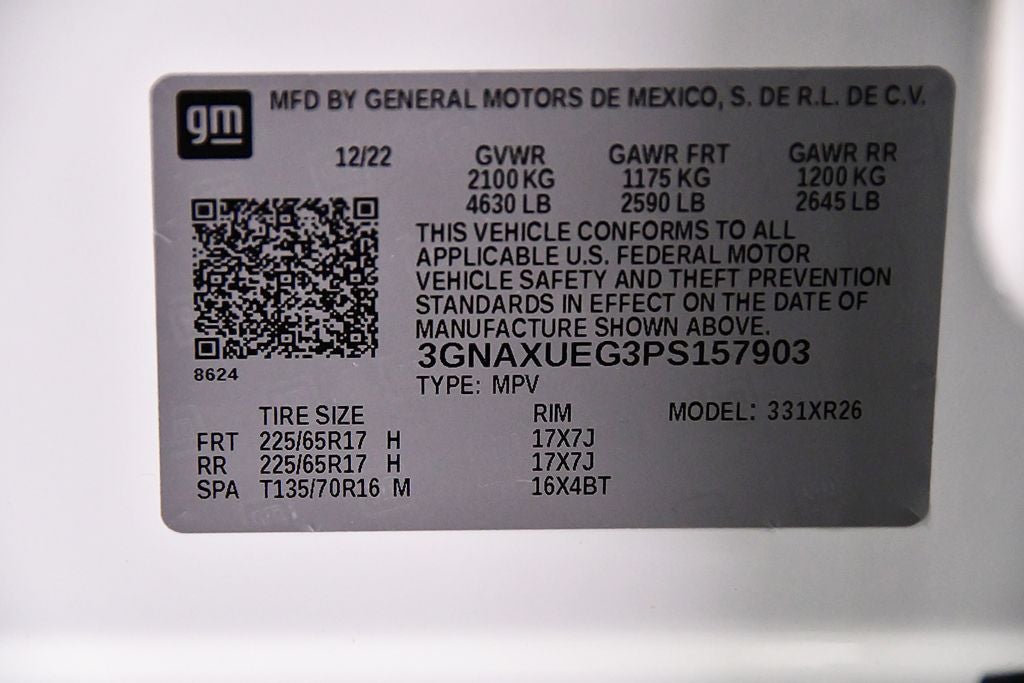 gm MFD BY GENERAL MOTORS DE MEXICO, S. DE R.L. DE C.V.
12/22 GVWR GAWR FRT GAWR RR
2100 KG 1175 KG 1200 KG
4630 LB 2590 LB 2645 LB
THIS VEHICLE CONFORMS TO ALL
APPLICABLE U.S. FEDERAL MOTOR
VEHICLE SAFETY AND THEFT PREVENTION
STANDARDS IN EFFECT ON THE DATE OF
MANUFACTURE SHOWN ABOVE.
3GNAXUEG3PS157903
8624
TYPE: MPV
TIRE SIZE RIM MODEL: 331XR26
FRT 225/65R17 H 17X7J
RR 225/65R17 H 17X7J
SPA T135/70R16 M 16X4BT